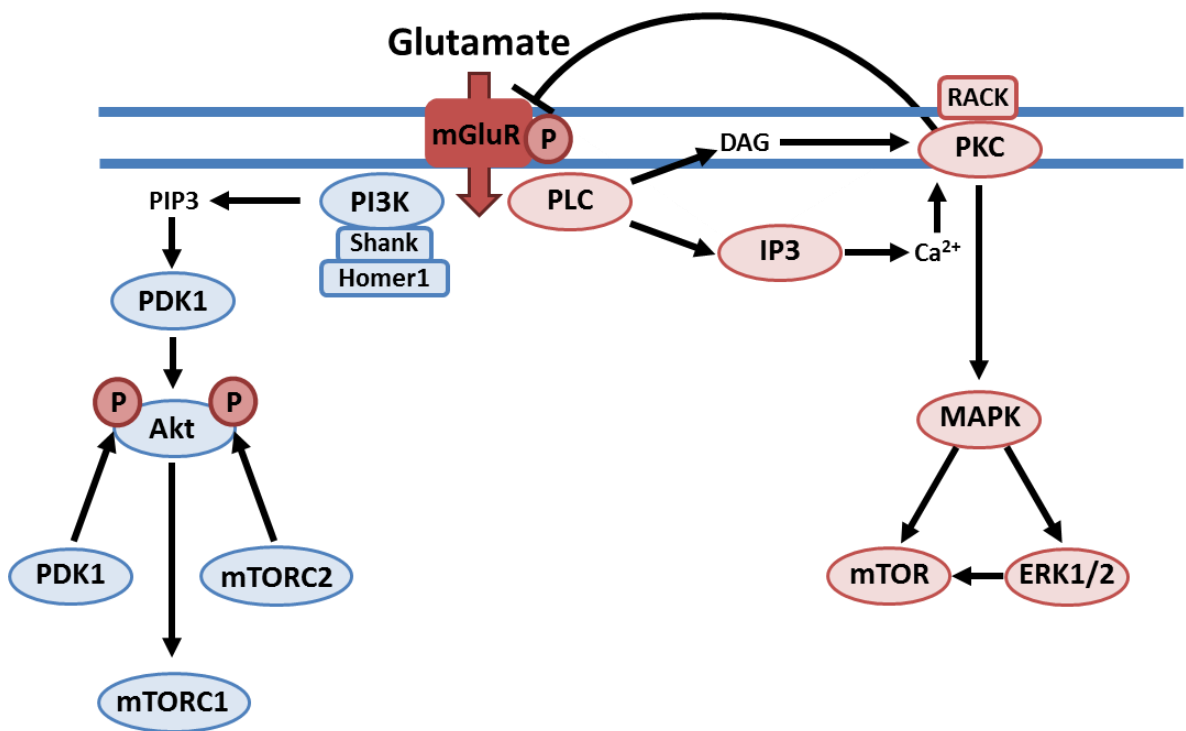 Glutamate
RACK
mGluR
P
DAG
PKC
PIP3
PI3K
PLC
Shank
IP3
Ca²⁺
Homer1
PDK1
P
P
Akt
MAPK
PDK1
mTORC2
mTOR
ERK1/2
mTORC1